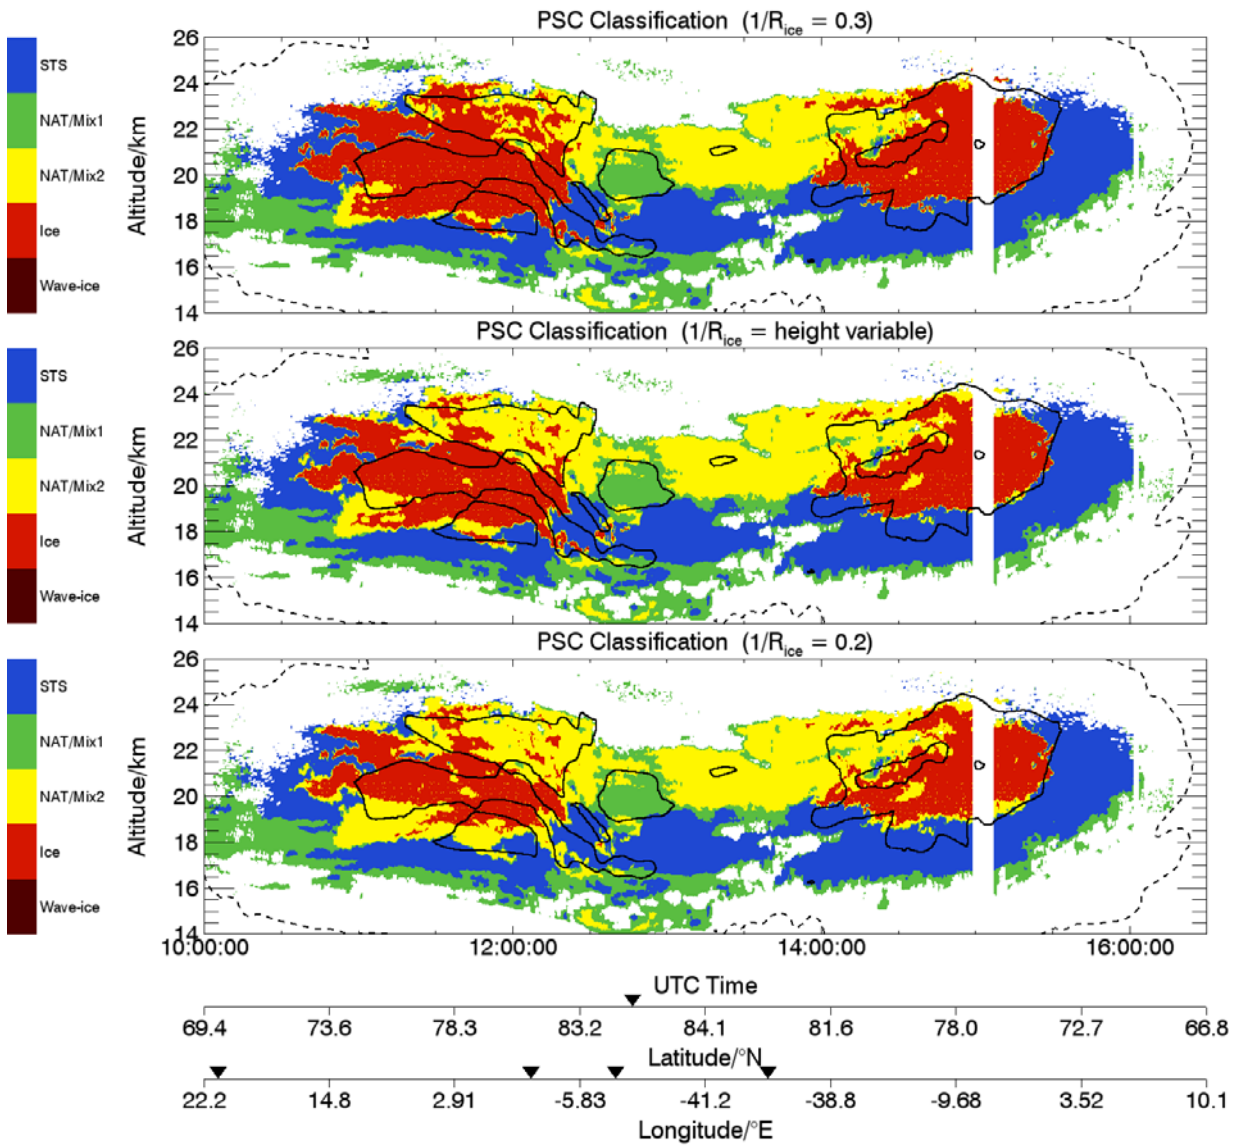 PSC Classification (1/Rice = 0.3)
STS
NAT/Mix1
NAT/Mix2
Ice
Wave-ice
Altitude/km
26
24
22
20
18
16
14
PSC Classification (1/Rice = height variable)
STS
NAT/Mix1
NAT/Mix2
Ice
Wave-ice
Altitude/km
26
24
22
20
18
16
14
PSC Classification (1/Rice = 0.2)
STS
NAT/Mix1
NAT/Mix2
Ice
Wave-ice
Altitude/km
26
24
22
20
18
16
14
10:00:00 12:00:00 14:00:00 16:00:00
UTC Time
69.4 73.6 78.3 83.2 84.1 81.6 78.0 72.7 66.8
Latitude/°N
22.2 14.8 2.91 -5.83 -41.2 -38.8 -9.68 3.52 10.1
Longitude/°E